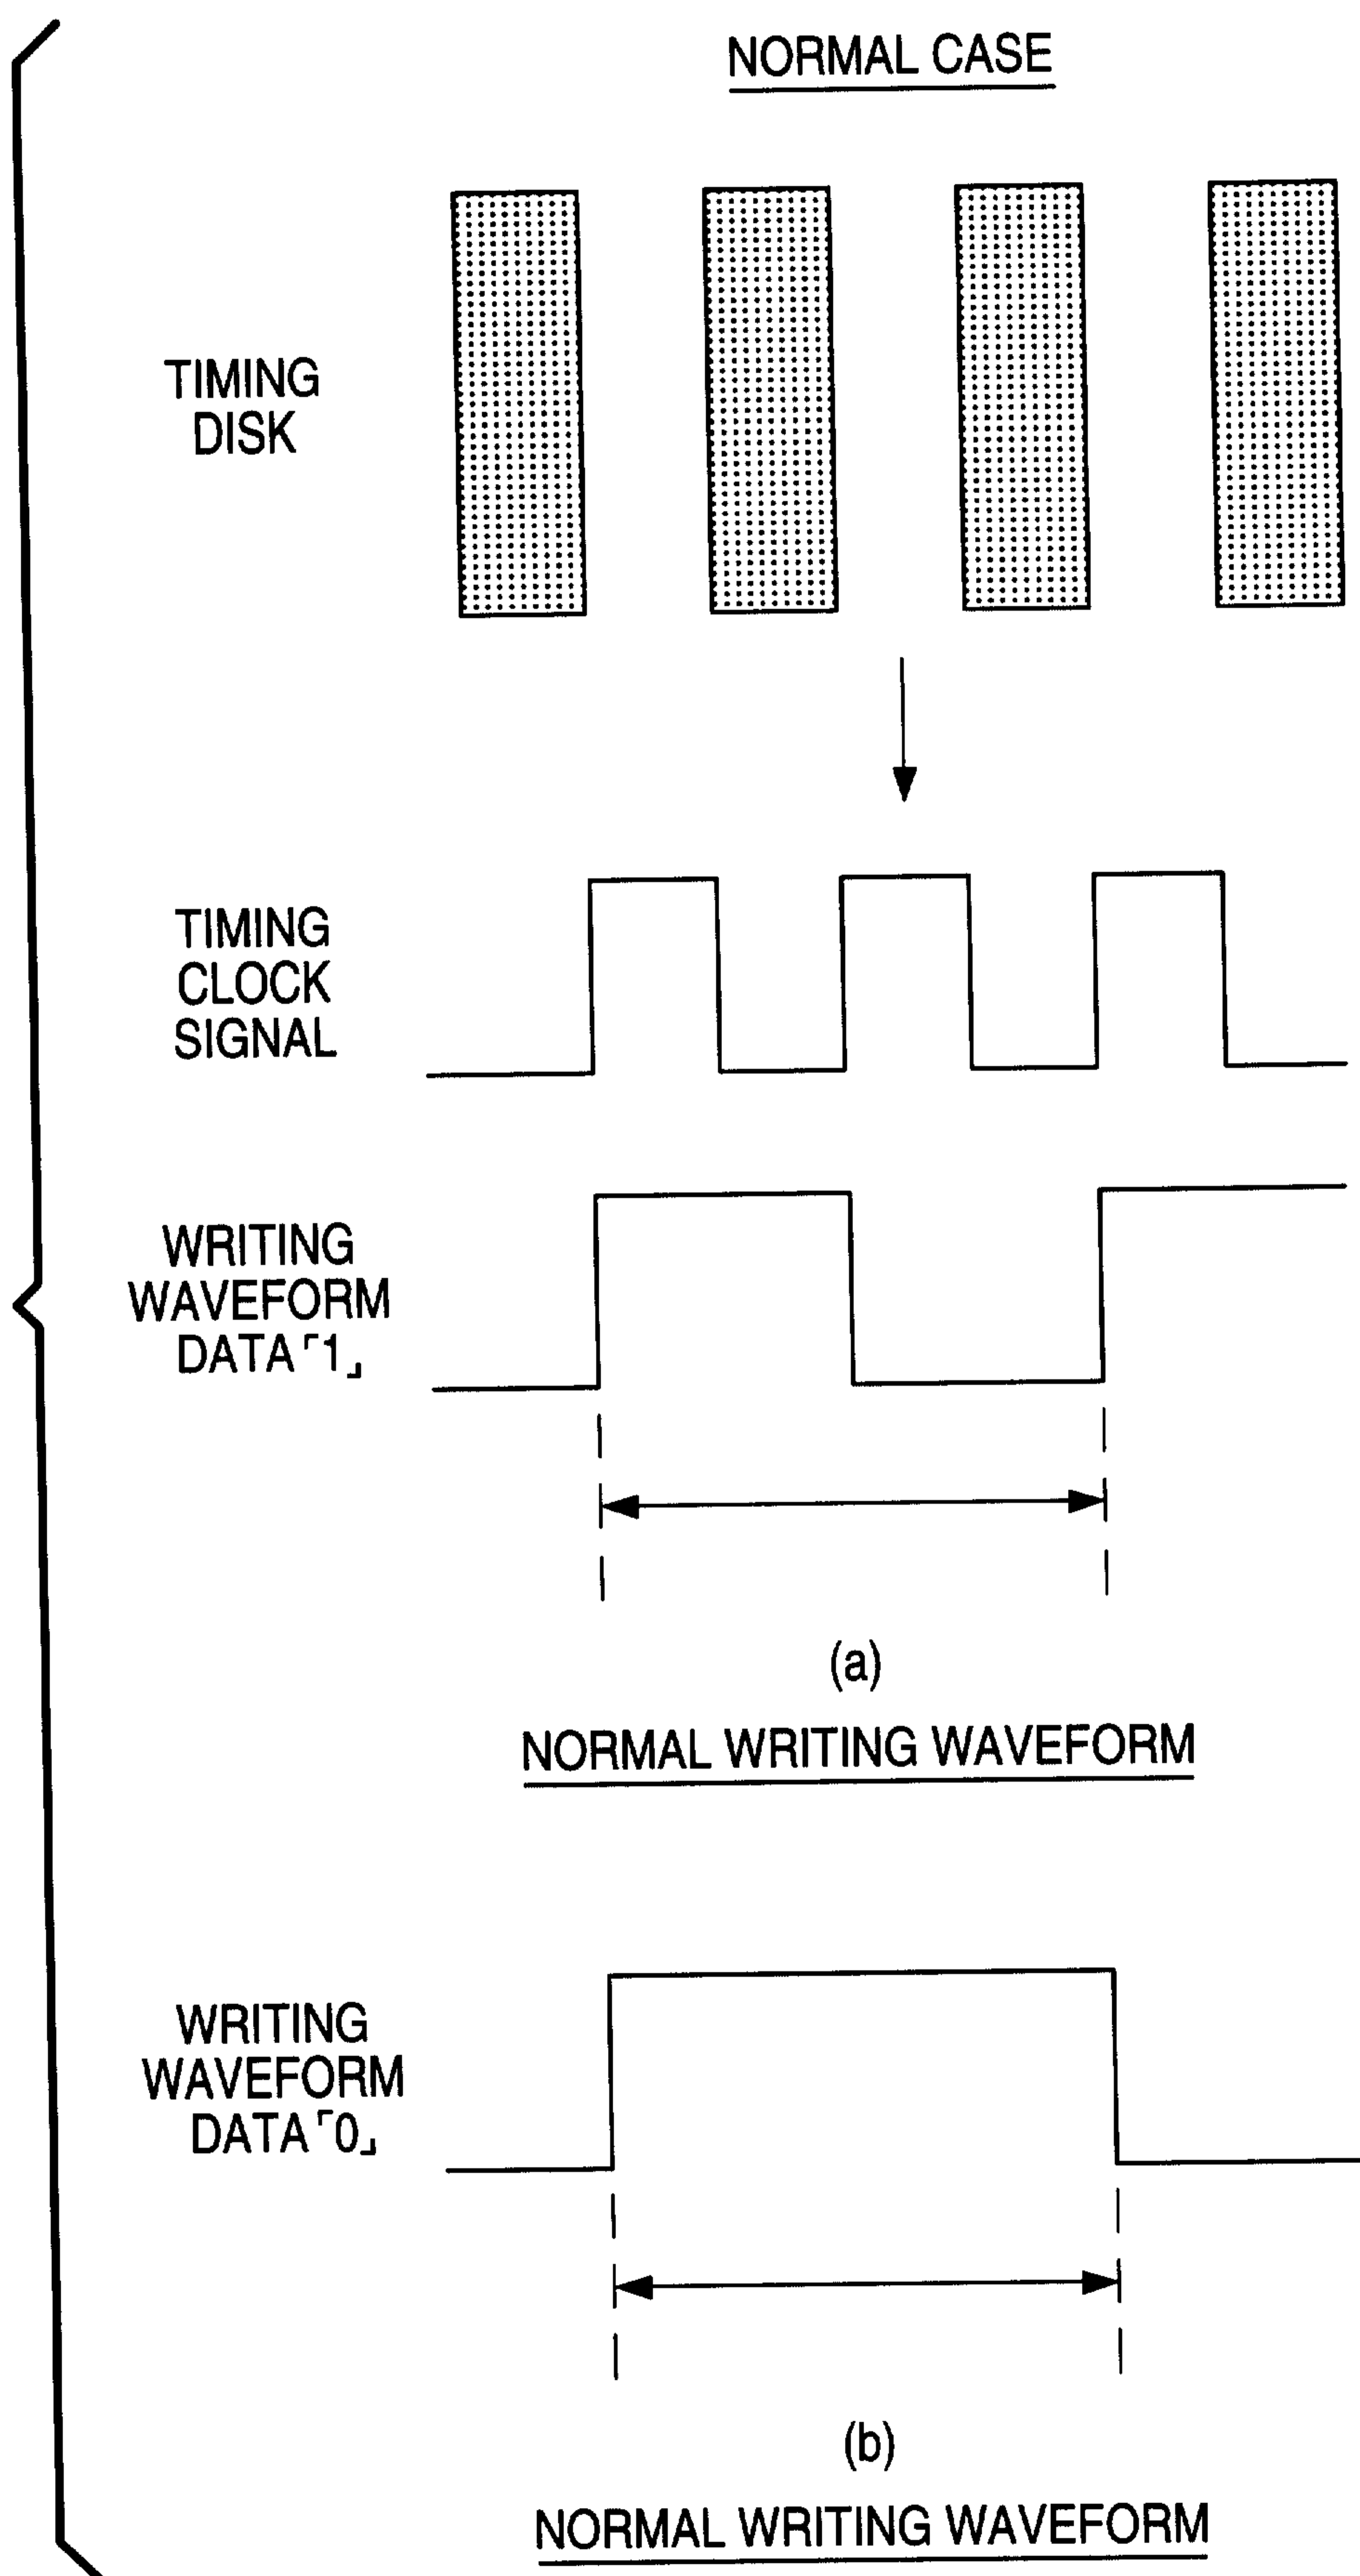 NORMAL CASE
TIMING
DISK
TIMING
CLOCK
SIGNAL
WRITING
WAVEFORM
DATA「1」
(a)
NORMAL WRITING WAVEFORM
WRITING
WAVEFORM
DATA「0」
(b)
NORMAL WRITING WAVEFORM